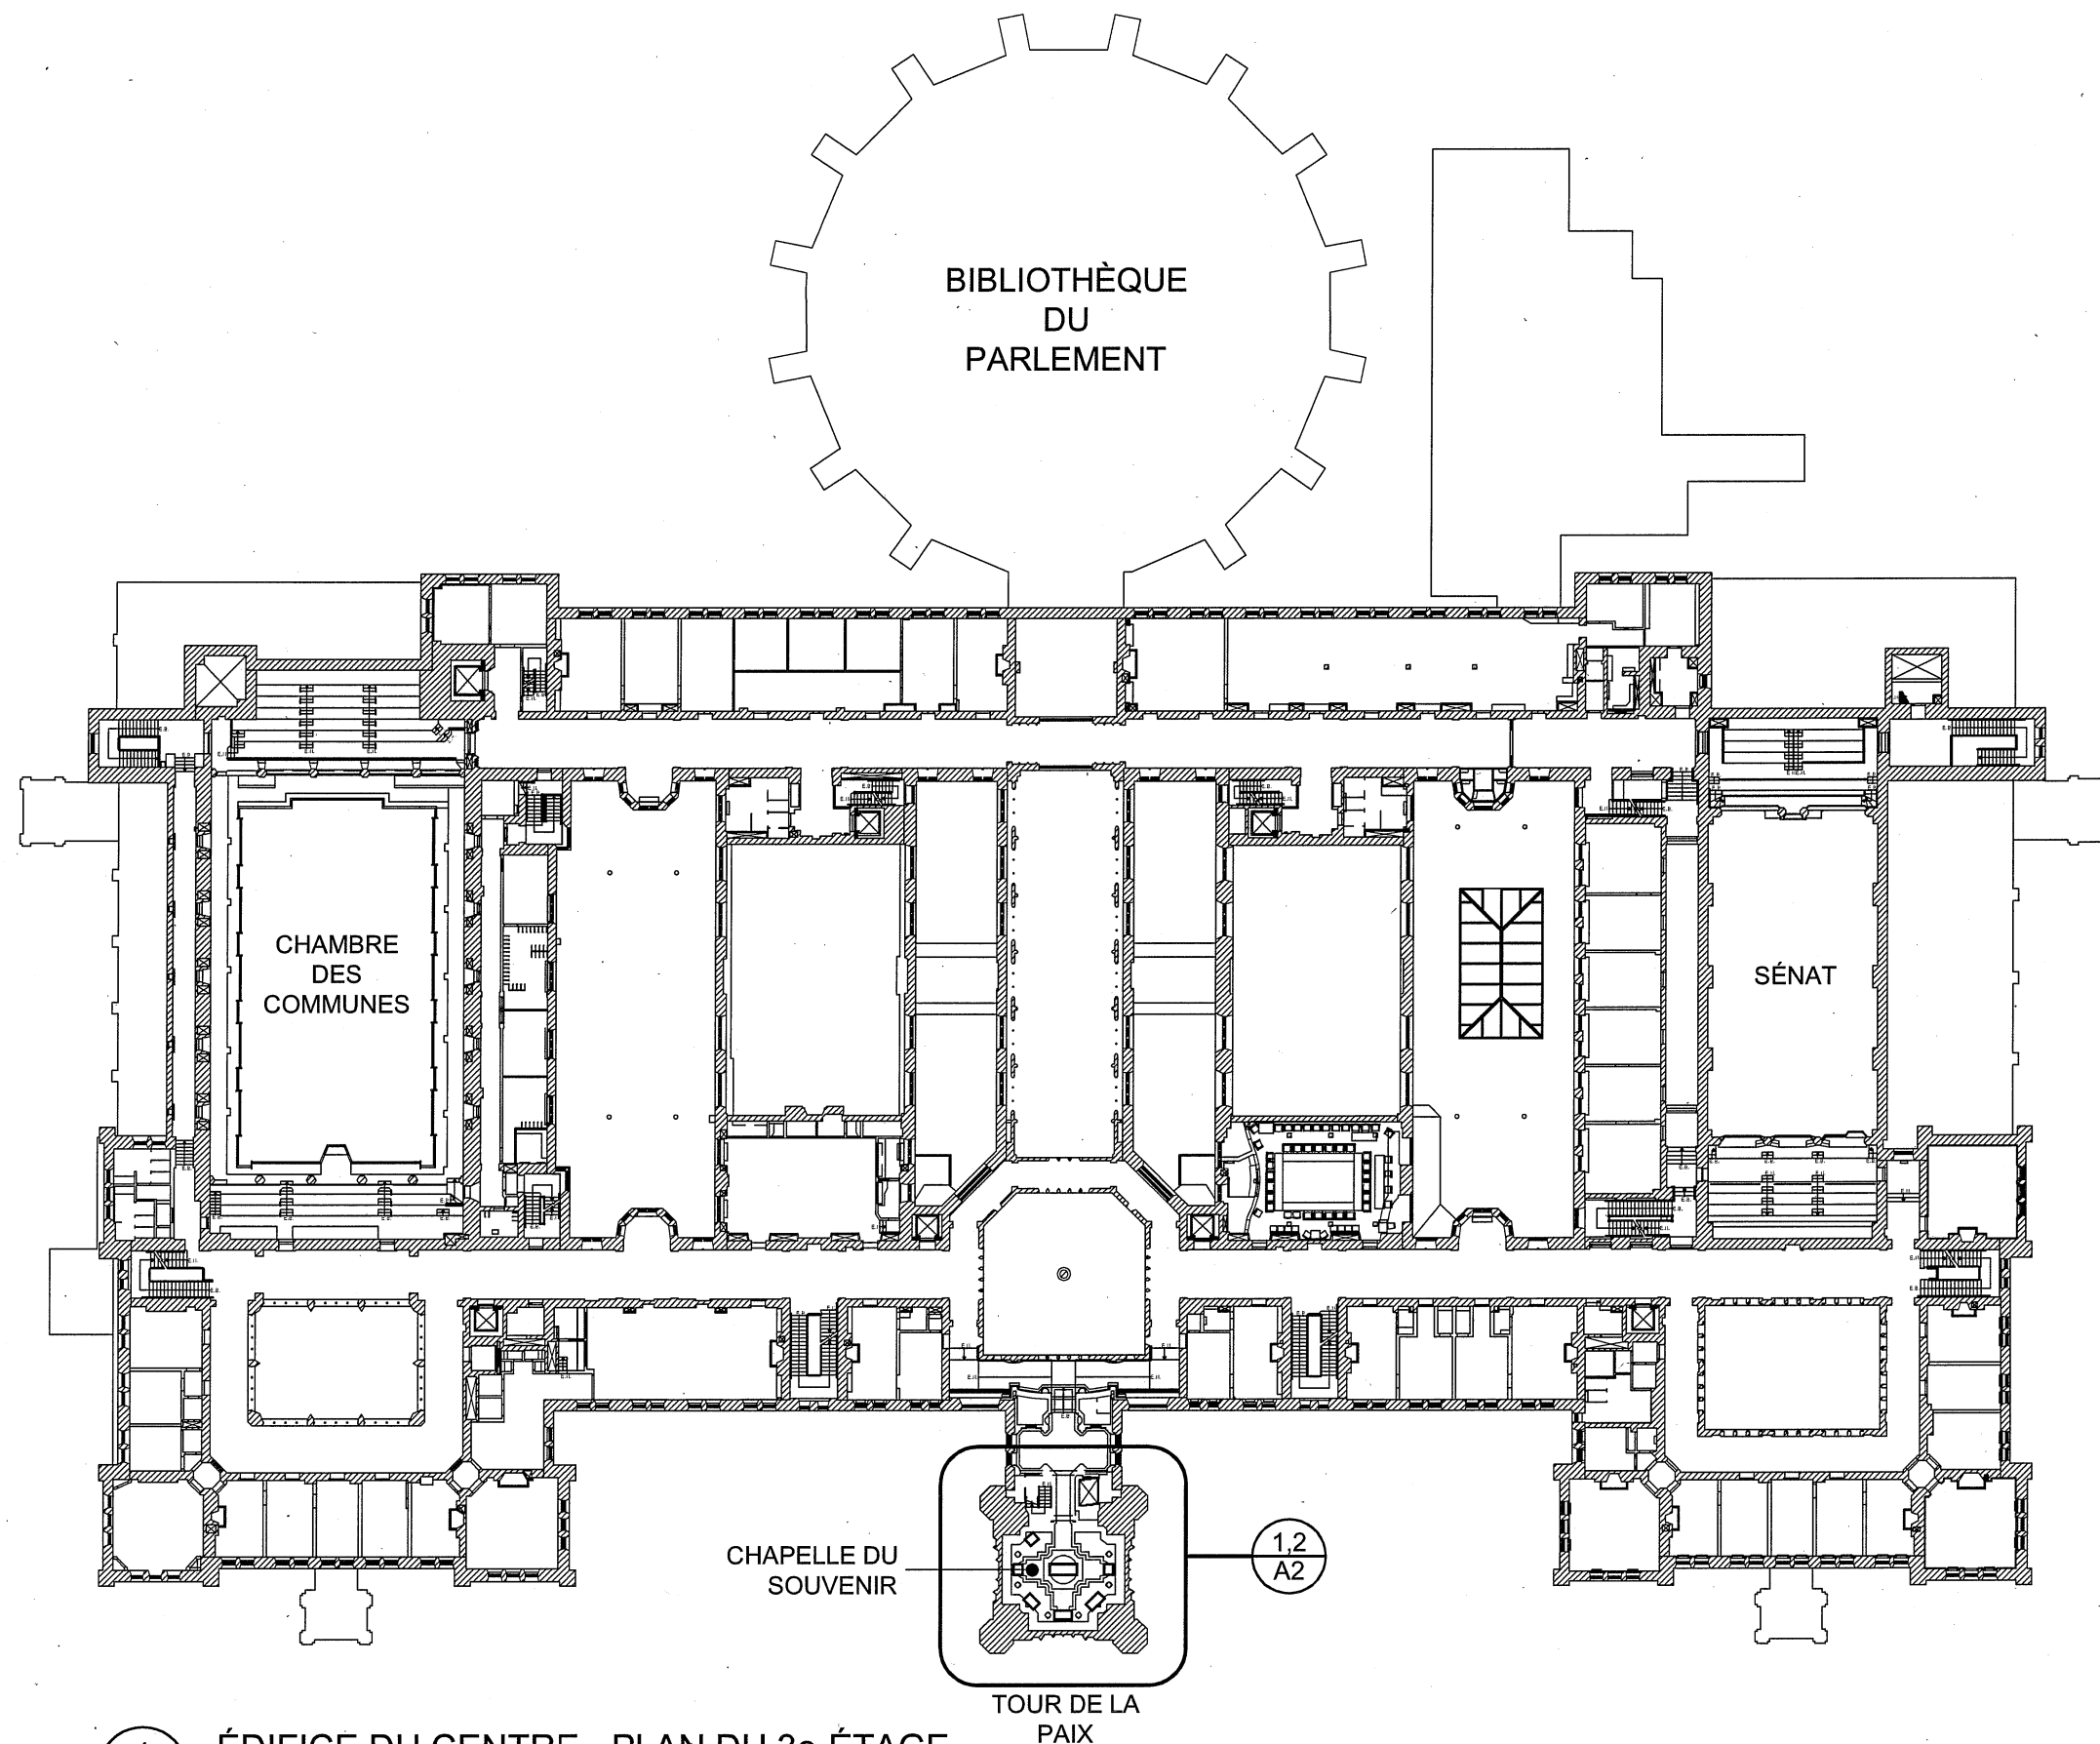 BIBLIOTHÈQUE
DU
PARLEMENT
CHAMBRE
DES
COMMUNES
SÉNAT
CHAPELLE DU
SOUVENIR
1,2
A2
TOUR DE LA
PAIX
ÉDIFICE DU CENTRE - PLAN DU 3e ÉTAGE